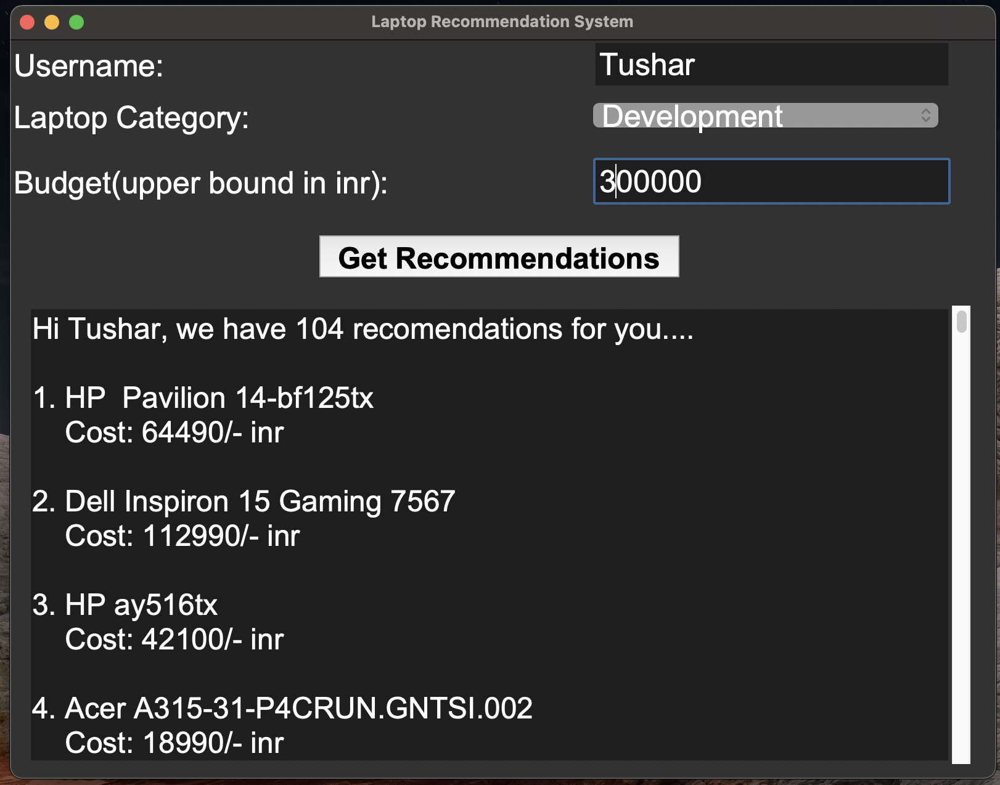 Laptop Recommendation System
Username:
Tushar
Laptop Category:
Development
Budget(upper bound in inr):
300000
Get Recommendations
Hi Tushar, we have 104 recomendations for you....
1. HP  Pavilion 14-bf125tx
Cost: 64490/- inr
2. Dell Inspiron 15 Gaming 7567
Cost: 112990/- inr
3. HP ay516tx
Cost: 42100/- inr
4. Acer A315-31-P4CRUN.GNTSI.002
Cost: 18990/- inr